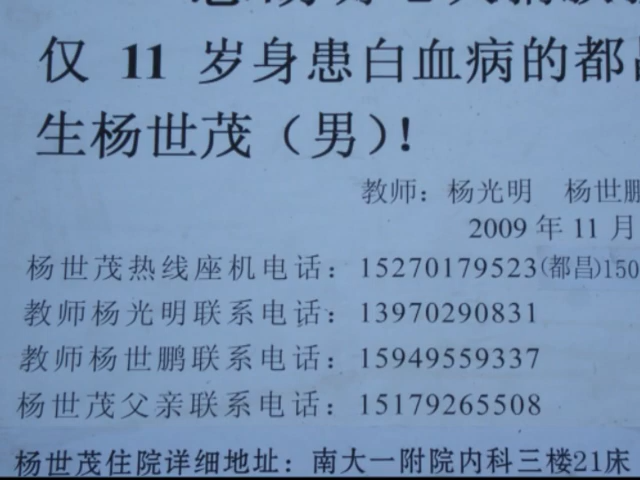 仅 11 岁身患白血病的都
生杨世茂（男）！
教师：杨光明 杨世鹏
2009 年 11 月
杨世茂热线座机电话：15270179523(都昌)150
教师杨光明联系电话：13970290831
教师杨世鹏联系电话：15949559337
杨世茂父亲联系电话：15179265508
杨世茂住院详细地址：南大一附院内科三楼21床